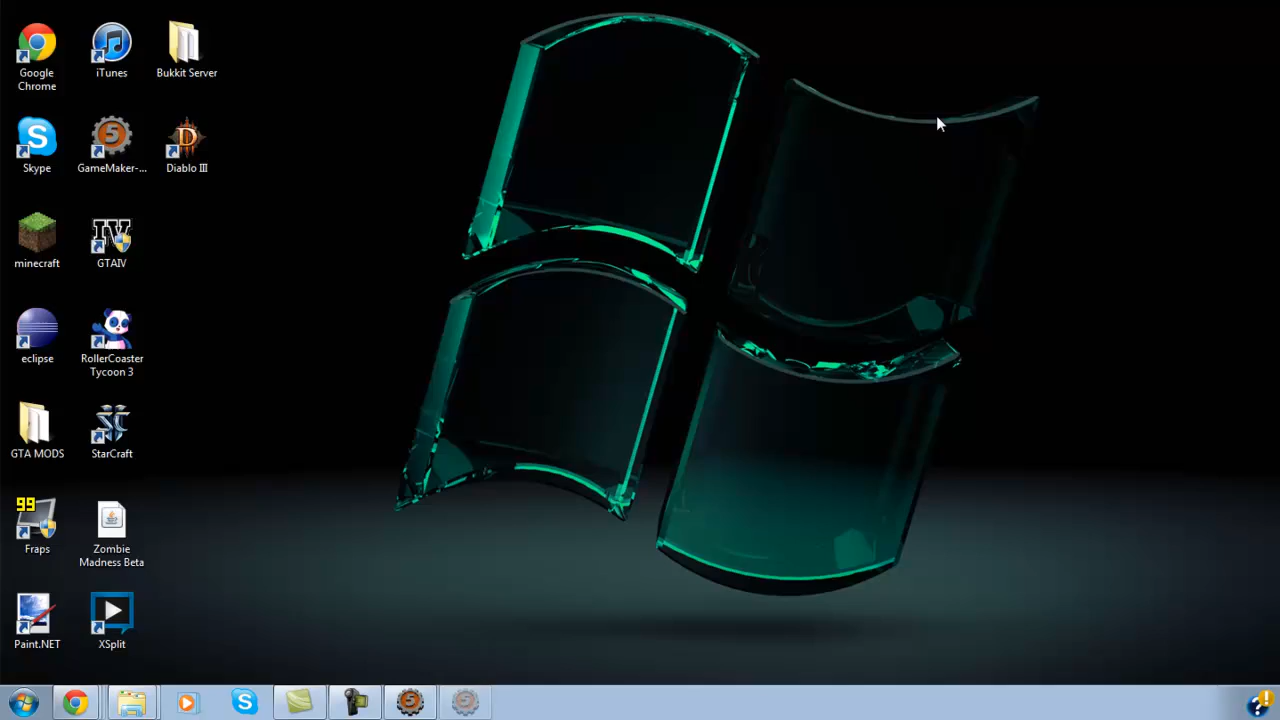 Google
Chrome
iTunes
Bukkit Server
Skype
GameMaker-...
Diablo III
minecraft
GTAIV
eclipse
RollerCoaster
Tycoon 3
GTA MODS
StarCraft
99
Fraps
Zombie
Madness Beta
Paint.NET
XSplit